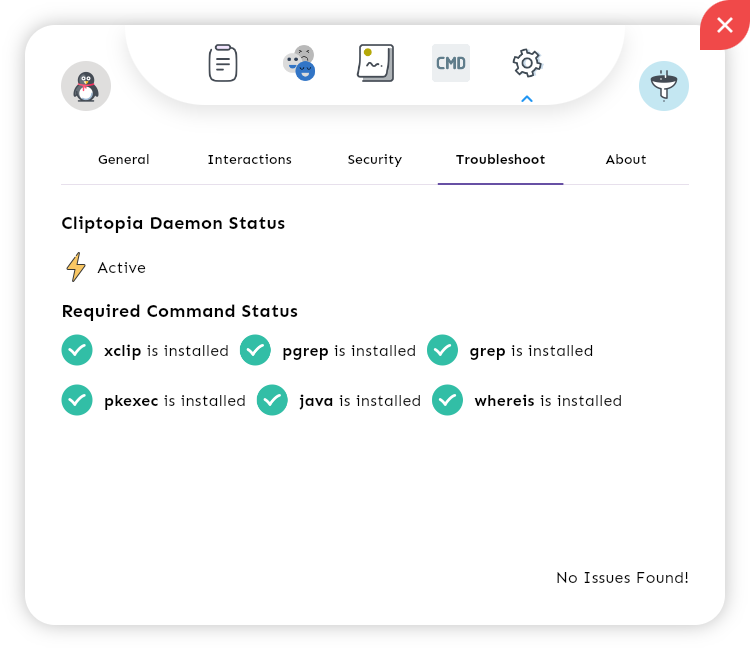 CMD
General Interactions Security Troubleshoot About
Cliptopia Daemon Status
Active
Required Command Status
xclip is installed pgrep is installed grep is installed
pkexec is installed java is installed whereis is installed
No Issues Found!